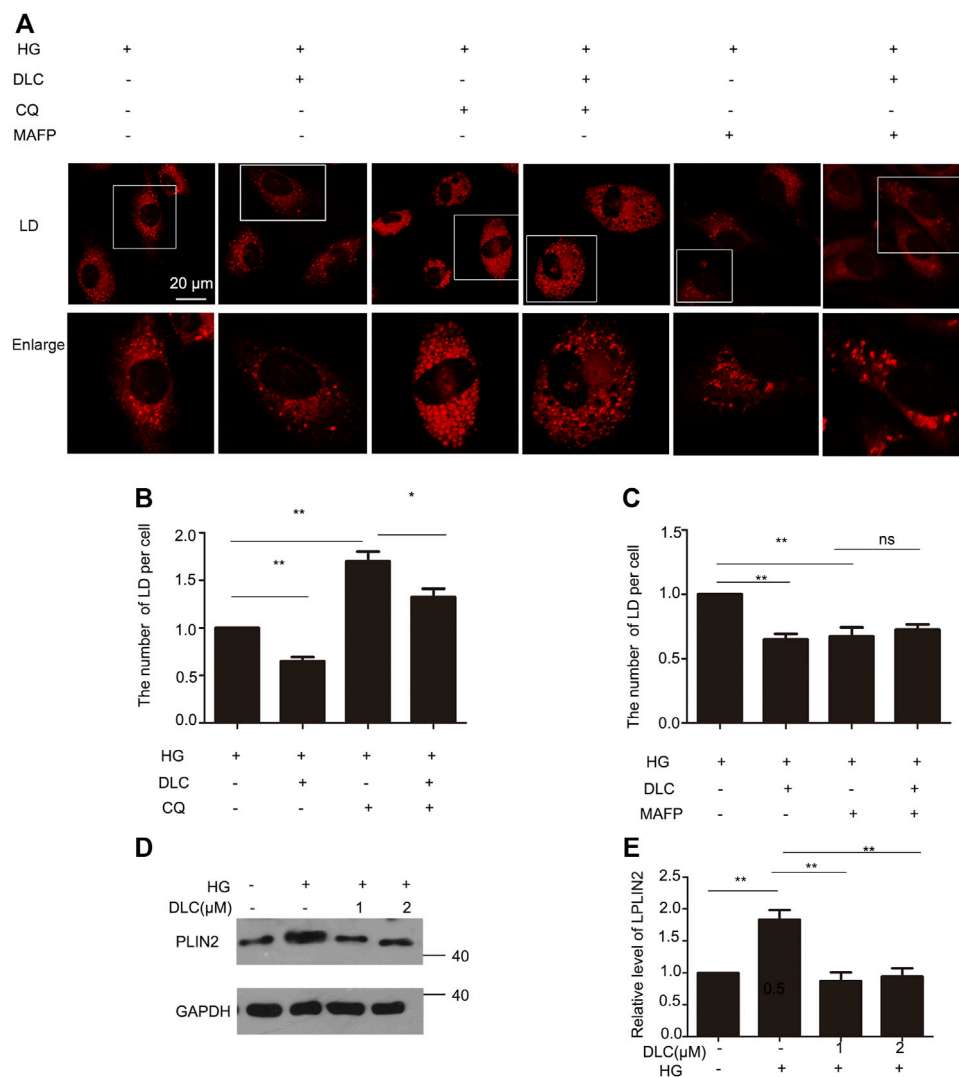 A
HG + + + + + +
DLC - + - + - +
CQ - - + + - -
MAFP - - - - + +
LD
20 µm
Enlarge
B
The number of LD per cell
2.0
1.5
1.0
0.5
0.0
**
**
*
HG + + + +
DLC - + - +
CQ - - + +
C
The number of LD per cell
1.5
1.0
0.5
0.0
**
**
ns
HG + + + +
DLC - + - +
MAFP - - + +
D
HG - + + +
DLC(µM) - - 1 2
PLIN2
40
40
GAPDH
E
Relative level of LPLIN2
2.5
2.0
1.5
1.0
0.5
0.0
0.5
**
**
**
DLC(µM) - - 1 2
HG - + + +